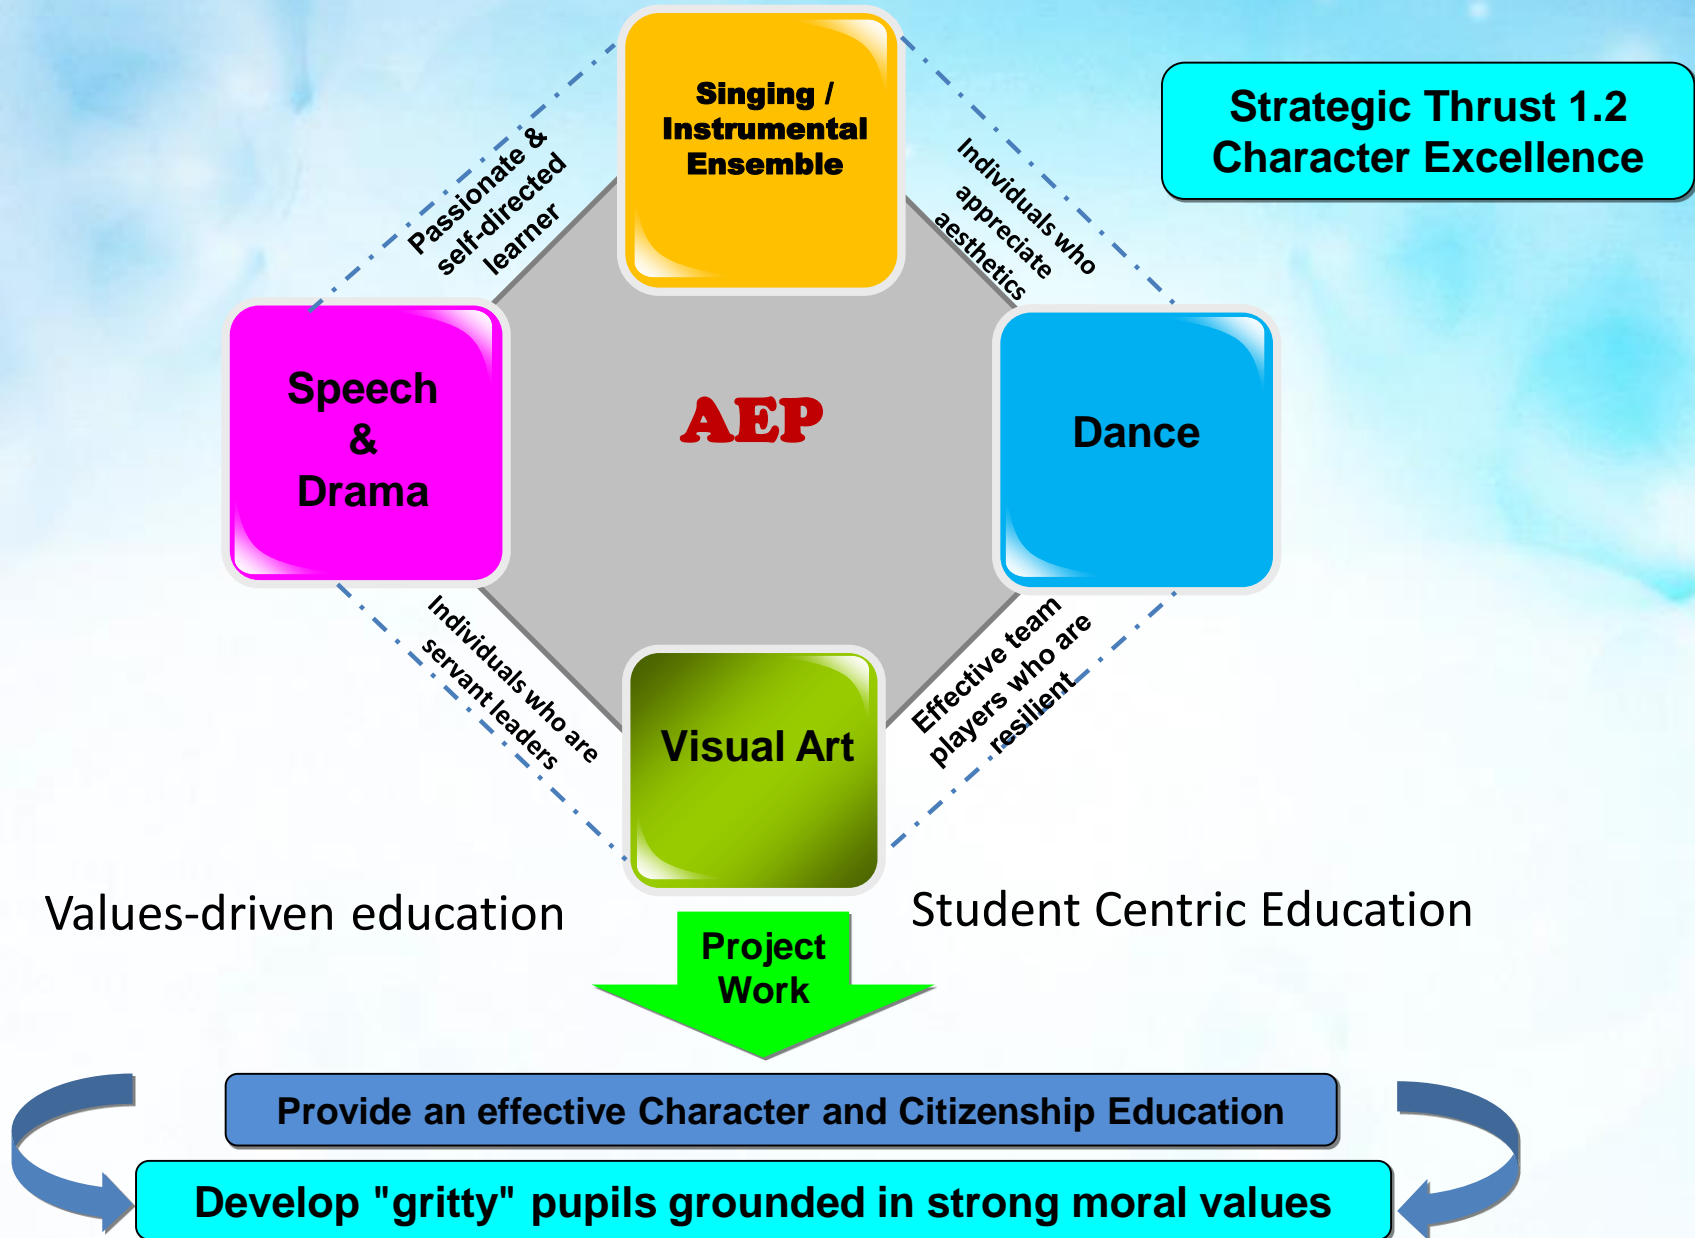 Singing /
Instrumental
Ensemble
Strategic Thrust 1.2
Character Excellence
Passionate &
self-directed
learner
Individuals who
appreciate
aesthetics
Speech
&
Drama
AEP
Dance
Individuals who are
servant leaders
Effective team
players who are
resilient
Visual Art
Values-driven education
Student Centric Education
Project
Work
Provide an effective Character and Citizenship Education
Develop "gritty" pupils grounded in strong moral values